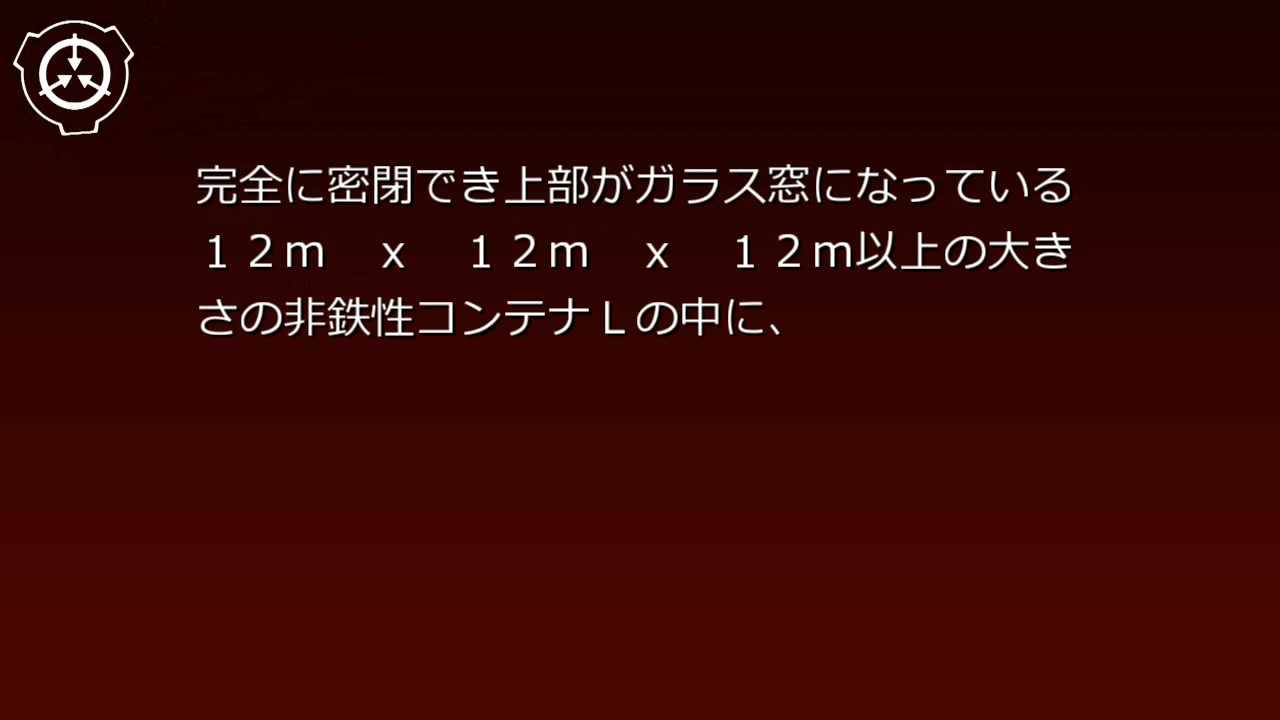 完全に密閉でき上部がガラス窓になっている
１２ｍ　ｘ　１２ｍ　ｘ　１２ｍ以上の大き
さの非鉄性コンテナＬの中に、